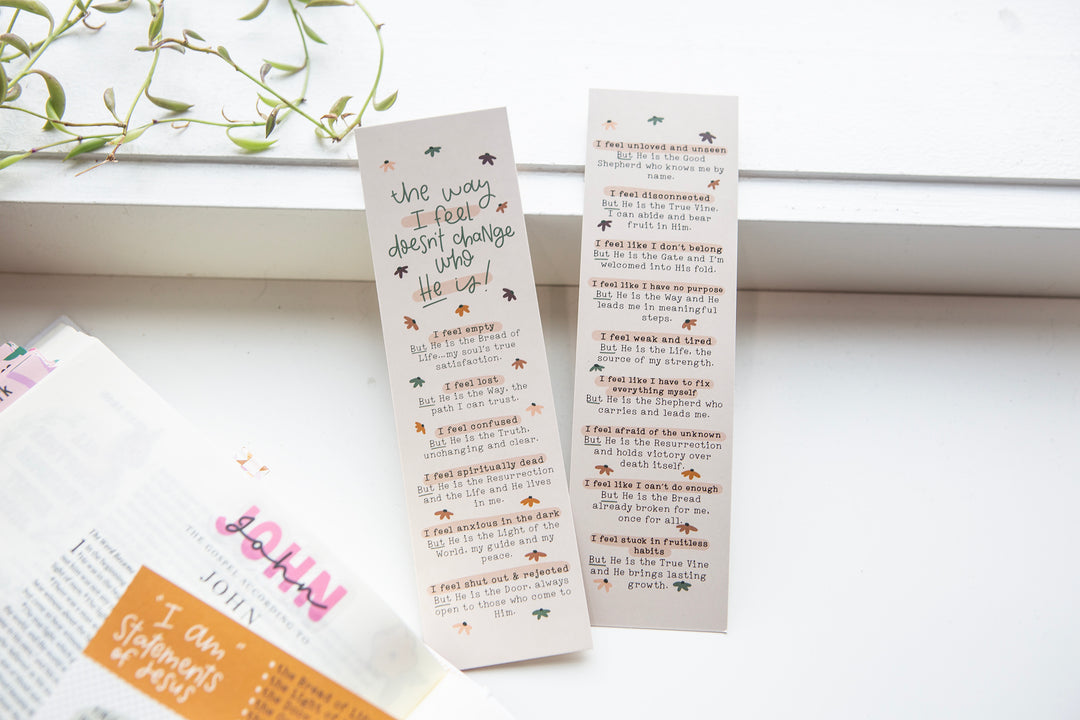 the way
I feel
doesn't chaNge
who
He is!
I feel empty
But He is the Bread of
Life...my soul's true
satisfaction.
I feel lost
But He is the Way, the
path I can trust.
I feel confused
But He is the Truth,
unchanging and clear.
I feel spiritually dead
But He is the Resurrection
and the Life and He lives
in me.
I feel anxious in the dark
But He is the Light of the
World, my guide and my
peace.
I feel shut out & rejected
But He is the Door, always
open to those who come to
Him.
I feel unloved and unseen
But He is the Good
Shepherd who knows me by
name.
I feel disconnected
But He is the True Vine.
I can abide and bear
fruit in Him.
I feel like I don't belong
But He is the Gate and I'm
welcomed into His fold.
I feel like I have no purpose
But He is the Way and He
leads me in meaningful
steps.
I feel weak and tired
But He is the Life, the
source of my strength.
I feel like I have to fix
everything myself
But He is the Shepherd who
carries and leads me.
I feel afraid of the unknown
But He is the Resurrection
and holds victory over
death itself.
I feel like I can't do enough
But He is the Bread
already broken for me,
once for all.
I feel stuck in fruitless
habits
But He is the True Vine
and He brings lasting
growth.
JOHN
John
THE GOSPEL ACCORDING TO
JOHN
The Word Became
"I am"
Statements
of Jesus
the Bread of
the Light of
the Door